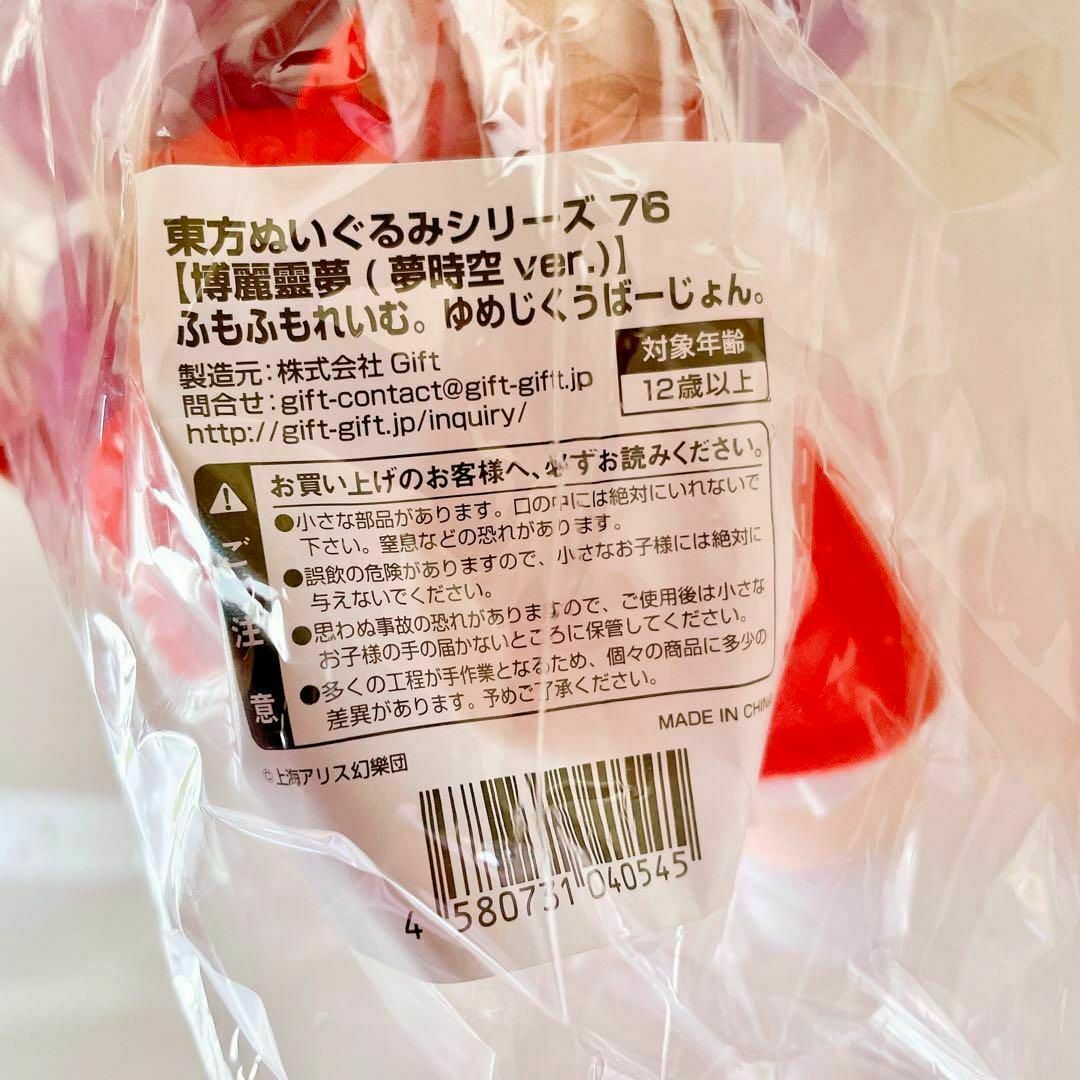 東方ぬいぐるみシリーズ 76
【博麗靈夢 ( 夢時空 ver.)】
ふもふもれいむ。ゆめじくうばーじょん。
製造元：株式会社 Gift
問合せ：gift-contact@gift-gift.jp
http://gift-gift.jp/inquiry/
対象年齢
12歳以上
ご注意
お買い上げのお客様へ、必ずお読みください。
●小さな部品があります。口の中には絶対にいれないで
下さい。窒息などの恐れがあります。
●誤飲の危険がありますので、小さなお子様には絶対に
与えないでください。
●思わぬ事故の恐れがありますので、ご使用後は小さな
お子様の手の届かないところに保管してください。
●多くの工程が手作業となるため、個々の商品に多少の
差異があります。予めご了承ください。
MADE IN CHINA
©上海アリス幻樂団
4 580731 040545